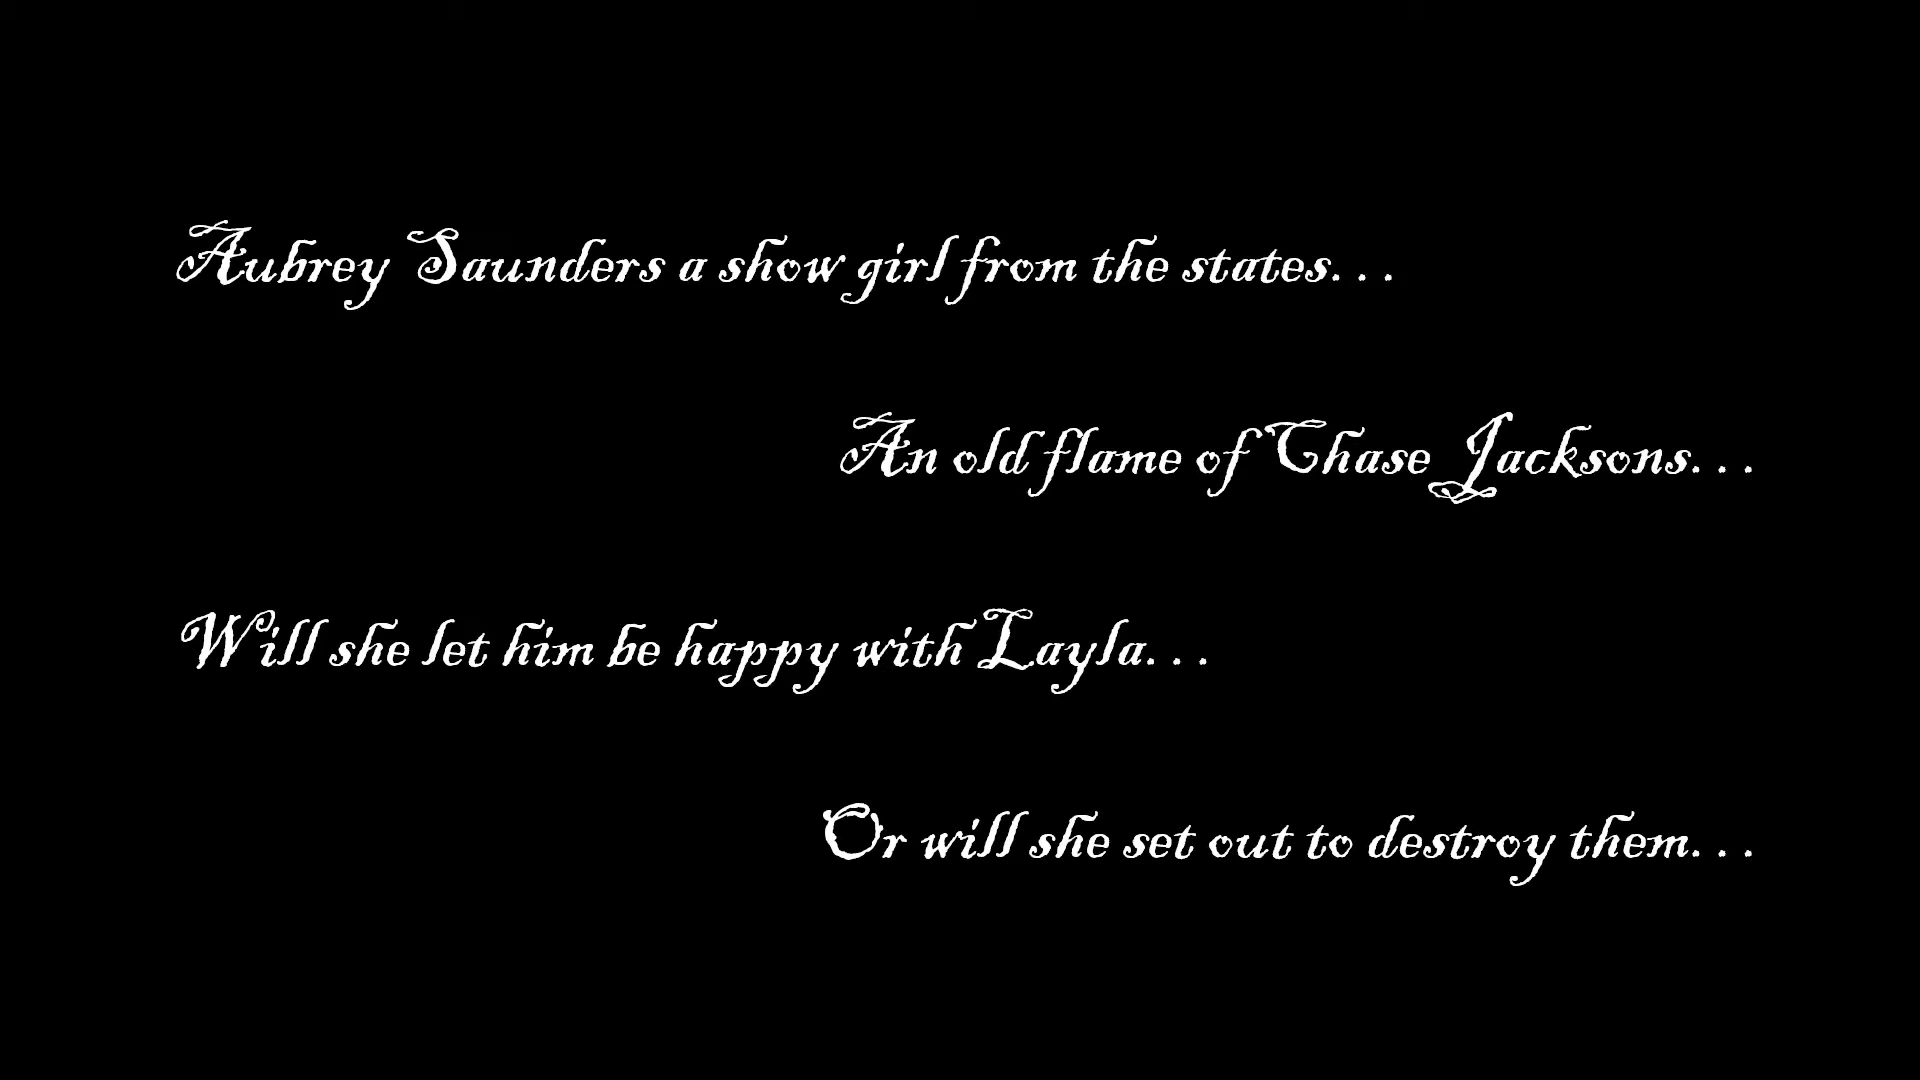 Aubrey Saunders a show girl from the states...
An old flame of Chase Jacksons...
Will she let him be happy with Layla...
Or will she set out to destroy them...